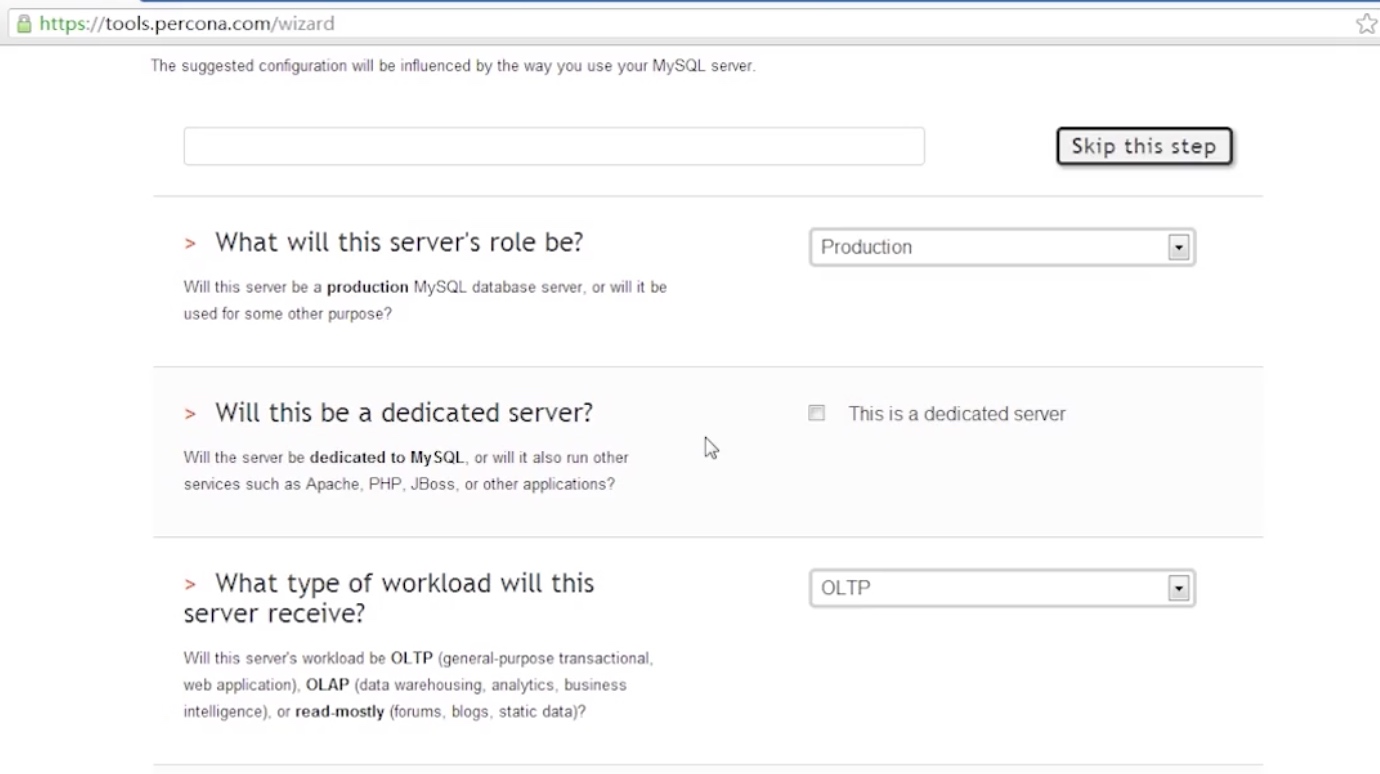 https://tools.percona.com/wizard
The suggested configuration will be influenced by the way you use your MySQL server.
Skip this step
> What will this server's role be?
Production
Will this server be a production MySQL database server, or will it be
used for some other purpose?
> Will this be a dedicated server?
This is a dedicated server
Will the server be dedicated to MySQL, or will it also run other
services such as Apache, PHP, JBoss, or other applications?
> What type of workload will this
server receive?
OLTP
Will this server's workload be OLTP (general-purpose transactional,
web application), OLAP (data warehousing, analytics, business
intelligence), or read-mostly (forums, blogs, static data)?